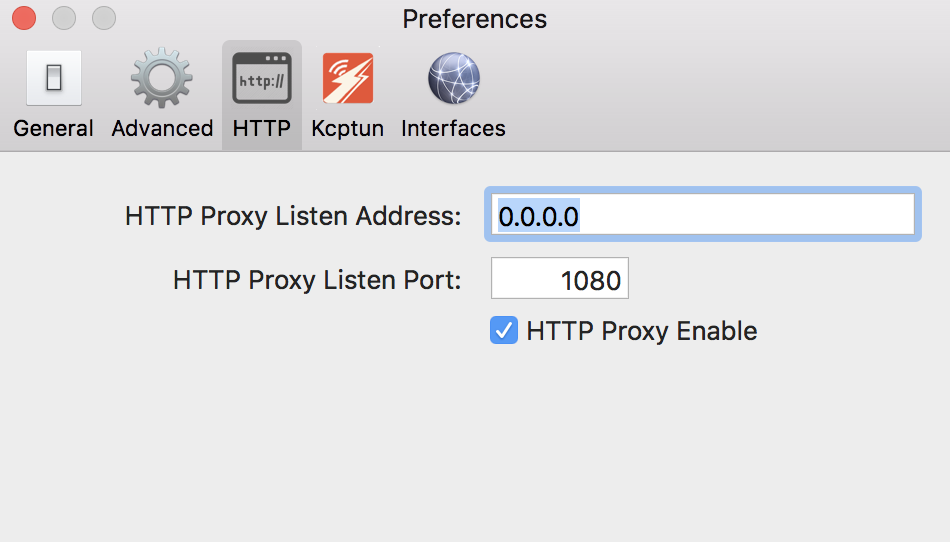 Preferences
http://
General Advanced HTTP Kcptun Interfaces
HTTP Proxy Listen Address: 0.0.0.0
HTTP Proxy Listen Port: 1080
HTTP Proxy Enable